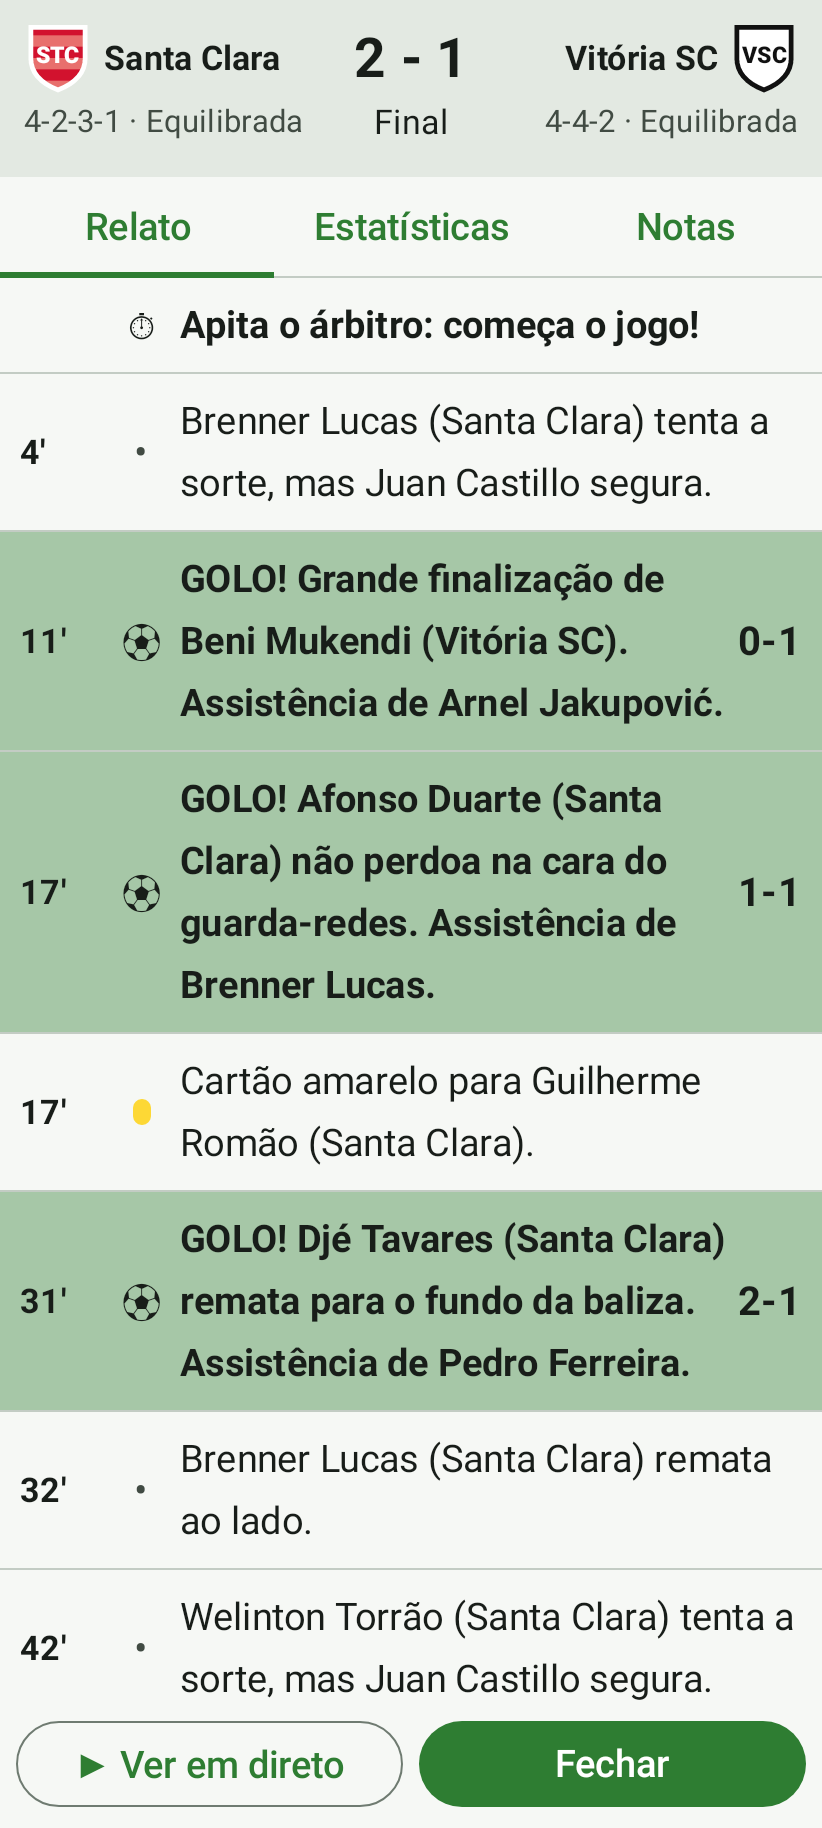 STC Santa Clara 2 - 1 Vitória SC VSC
4-2-3-1 · Equilibrada Final 4-4-2 · Equilibrada
Relato Estatísticas Notas
Apita o árbitro: começa o jogo!
4' • Brenner Lucas (Santa Clara) tenta a
sorte, mas Juan Castillo segura.
GOLO! Grande finalização de
11' Beni Mukendi (Vitória SC). 0-1
Assistência de Arnel Jakupović.
GOLO! Afonso Duarte (Santa
Clara) não perdoa na cara do
17' guarda-redes. Assistência de 1-1
Brenner Lucas.
17' Cartão amarelo para Guilherme
Romão (Santa Clara).
GOLO! Djé Tavares (Santa Clara)
31' remata para o fundo da baliza. 2-1
Assistência de Pedro Ferreira.
32' • Brenner Lucas (Santa Clara) remata
ao lado.
42' • Welinton Torrão (Santa Clara) tenta a
sorte, mas Juan Castillo segura.
► Ver em direto Fechar